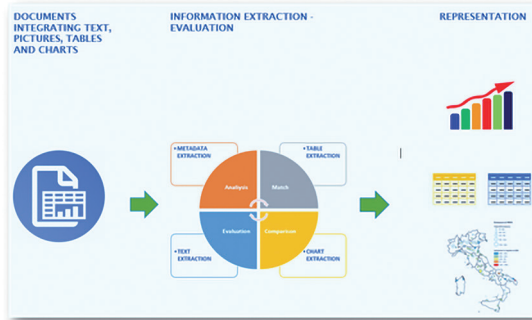 DOCUMENTS
INTEGRATING TEXT,
PICTURES, TABLES
AND CHARTS
INFORMATION EXTRACTION -
EVALUATION
REPRESENTATION
•METADATA
EXTRACTION
•TABLE
EXTRACTION
Analysis
Match
Evaluation
Comparison
•TEXT
EXTRACTION
•CHART
EXTRACTION